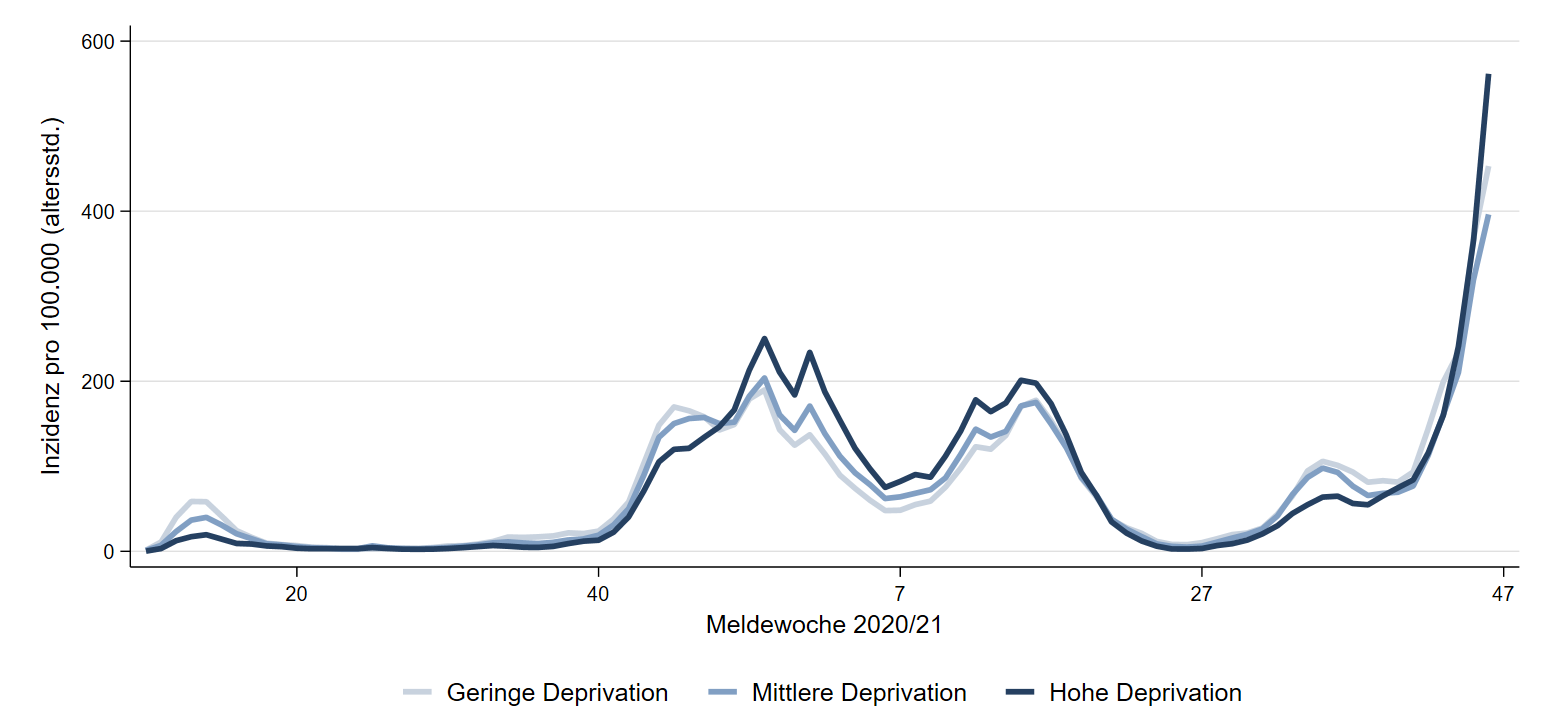 Inzidenz pro 100.000 (altersstd.)
600
400
200
0
20 40 7 27 47
Meldewoche 2020/21
Geringe Deprivation Mittlere Deprivation Hohe Deprivation